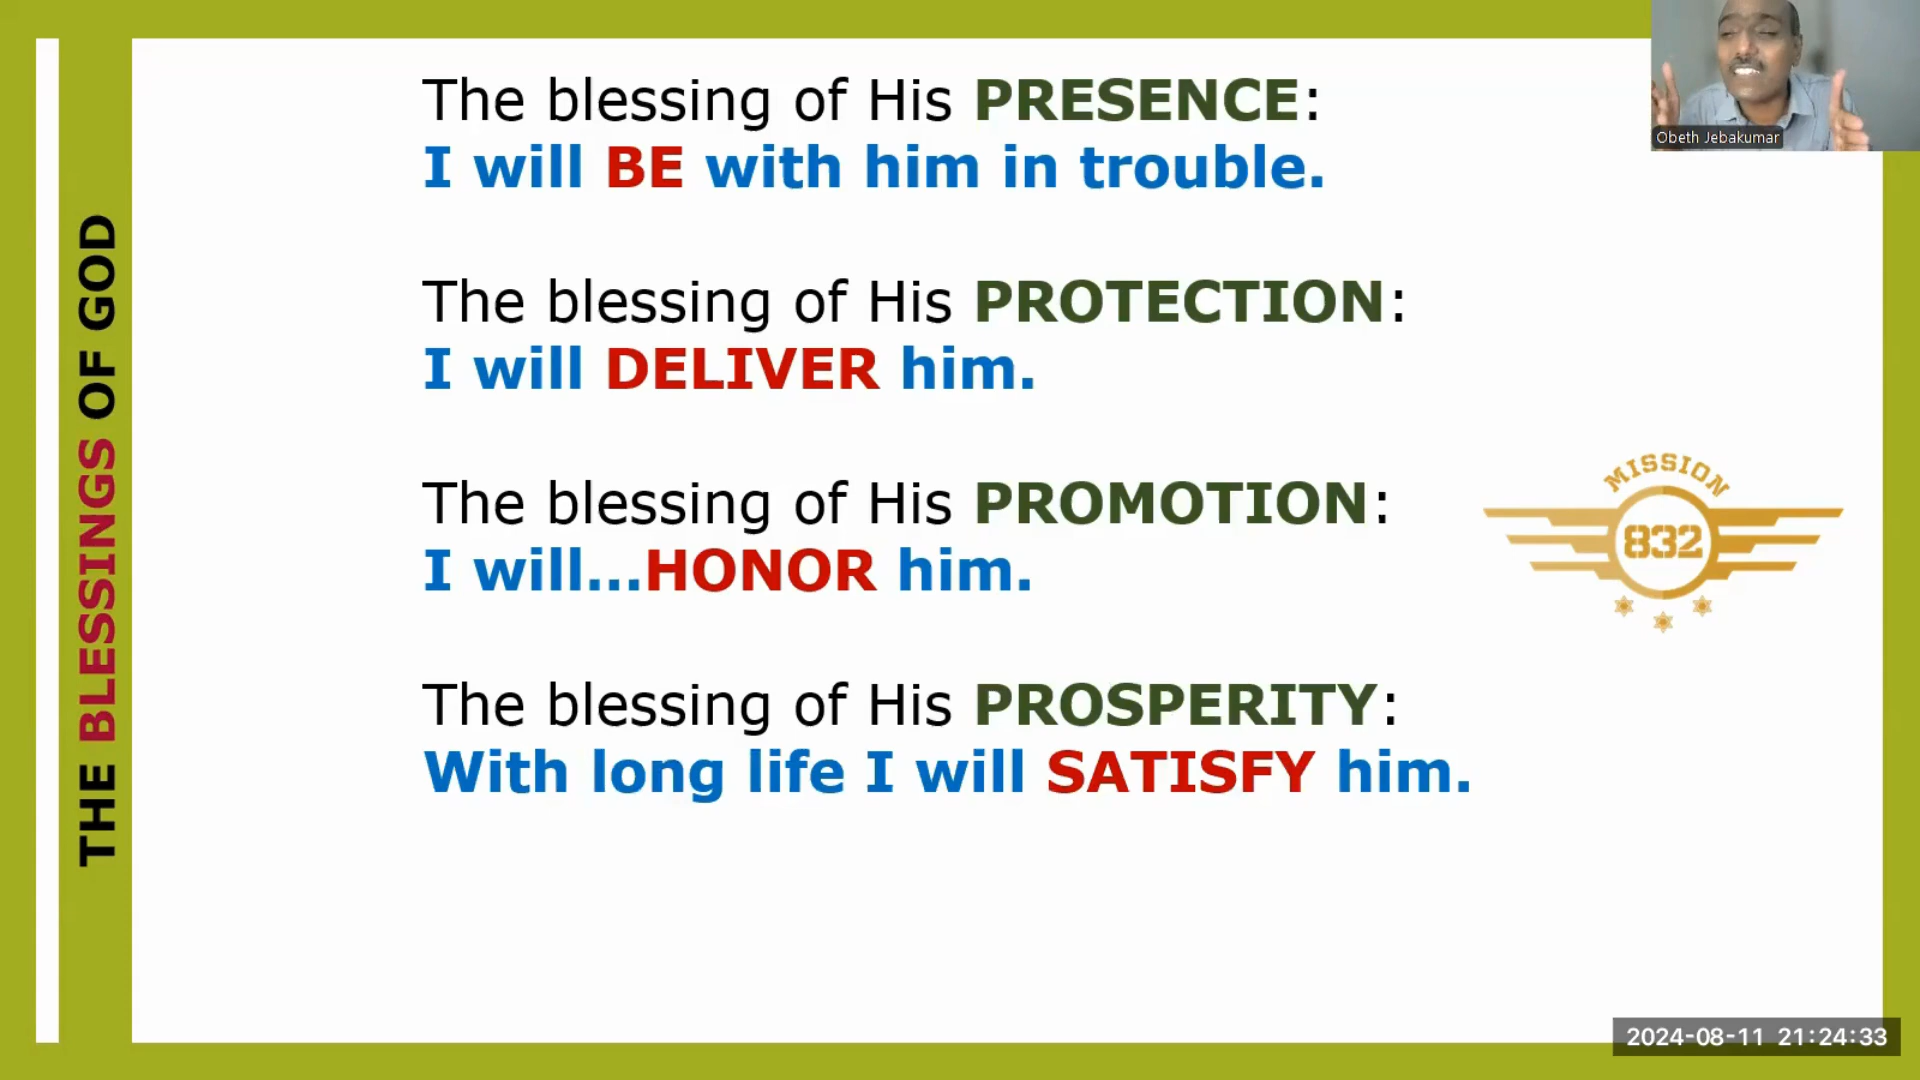 THE BLESSINGS OF GOD
The blessing of His PRESENCE:
I will BE with him in trouble.
The blessing of His PROTECTION:
I will DELIVER him.
The blessing of His PROMOTION:
I will...HONOR him.
The blessing of His PROSPERITY:
With long life I will SATISFY him.
Obeth Jebakumar
MISSION
832
2024-08-11 21:24:33